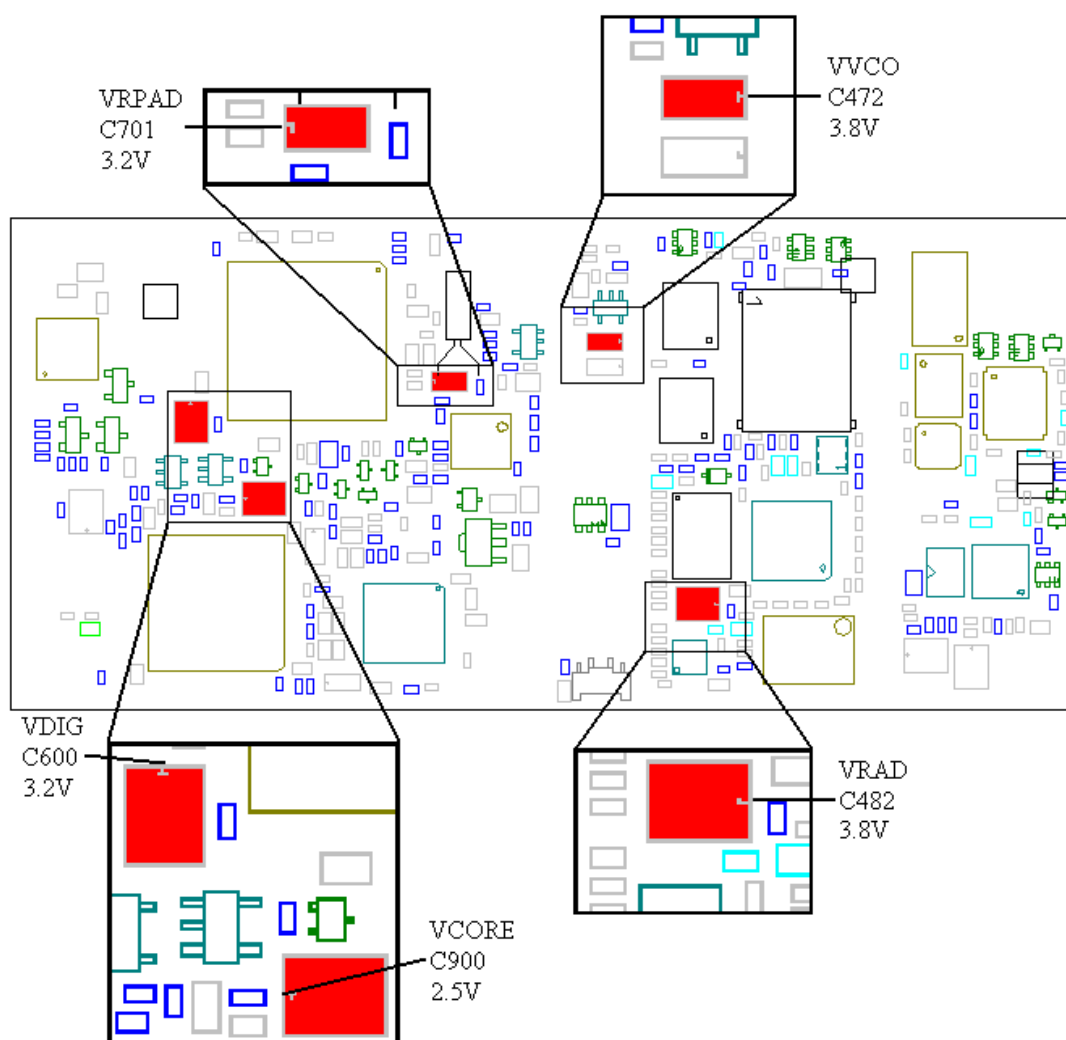 VRPAD
C701
3.2V
VVCO
C472
3.8V
1
VDIG
C600
3.2V
VCORE
C900
2.5V
VRAD
C482
3.8V